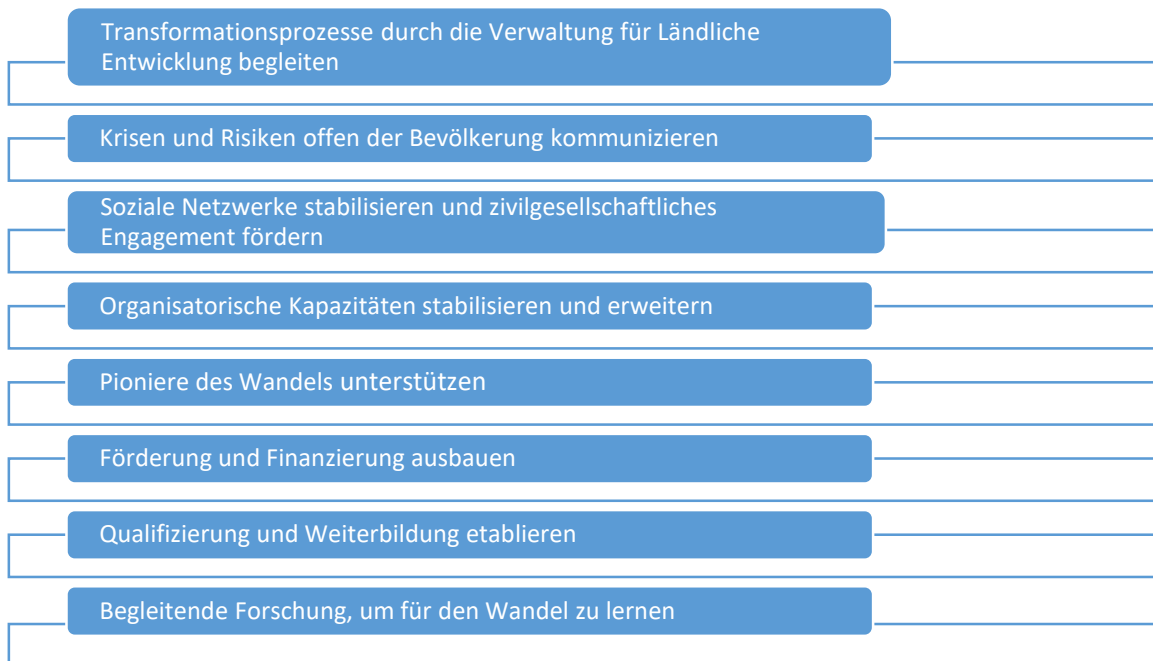 Transformationsprozesse durch die Verwaltung für Ländliche
Entwicklung begleiten
Krisen und Risiken offen der Bevölkerung kommunizieren
Soziale Netzwerke stabilisieren und zivilgesellschaftliches
Engagement fördern
Organisatorische Kapazitäten stabilisieren und erweitern
Pioniere des Wandels unterstützen
Förderung und Finanzierung ausbauen
Qualifizierung und Weiterbildung etablieren
Begleitende Forschung, um für den Wandel zu lernen